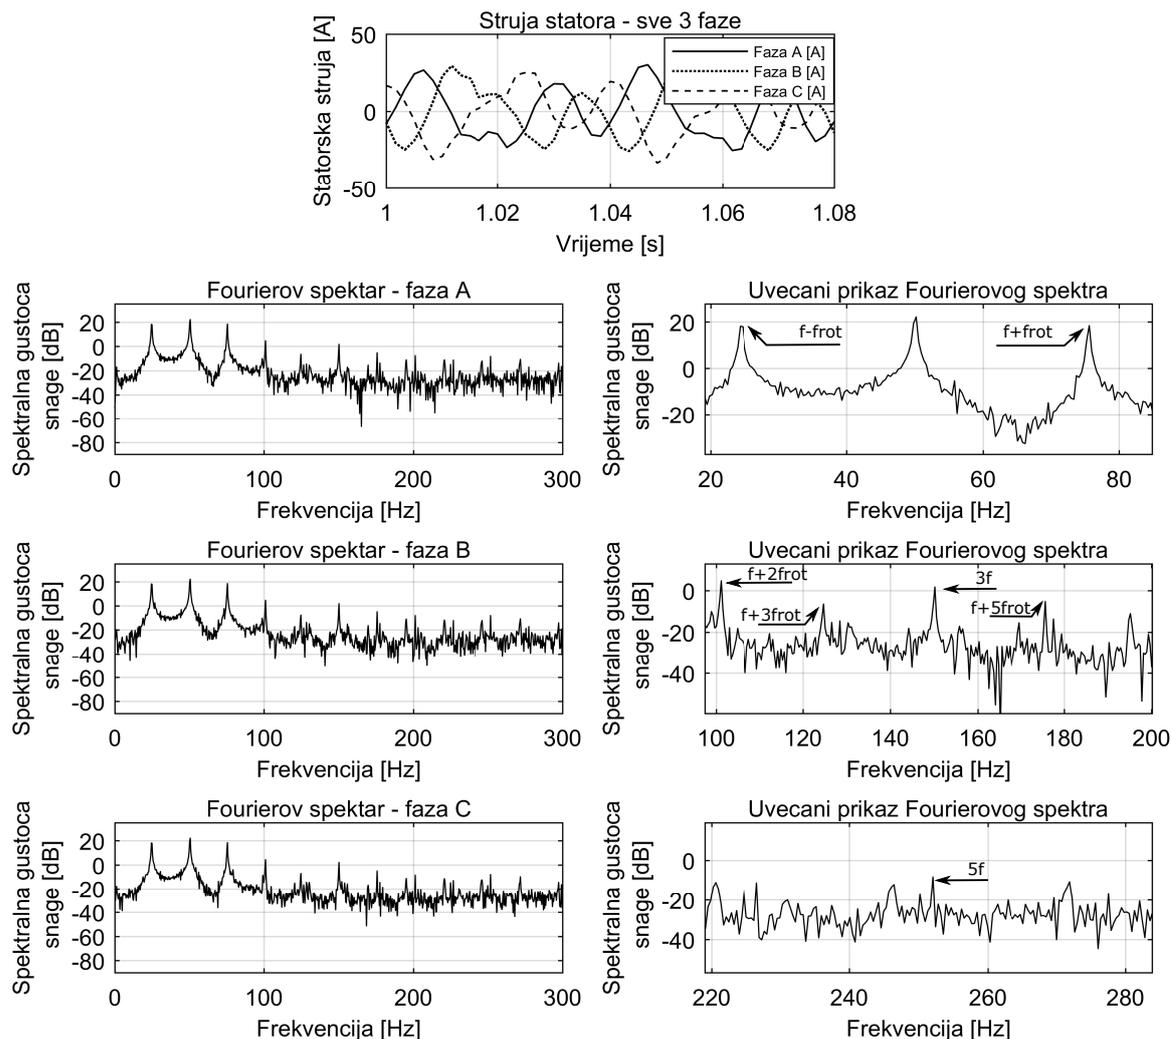 Struja statora - sve 3 faze
Statorska struja [A]
50
0
-50
Faza A [A]
Faza B [A]
Faza C [A]
1 1.02 1.04 1.06 1.08
Vrijeme [s]
Fourierov spektar - faza A
Spektralna gustoca
snage [dB]
20
0
-20
-40
-60
-80
0 100 200 300
Frekvencija [Hz]
Uvecani prikaz Fourierovog spektra
Spektralna gustoca
snage [dB]
20
0
-20
f-frot
f+frot
20 40 60 80
Frekvencija [Hz]
Fourierov spektar - faza B
Spektralna gustoca
snage [dB]
20
0
-20
-40
-60
-80
0 100 200 300
Frekvencija [Hz]
Uvecani prikaz Fourierovog spektra
Spektralna gustoca
snage [dB]
0
-20
-40
f+2frot
f+3frot
3f
f+5frot
100 120 140 160 180 200
Frekvencija [Hz]
Fourierov spektar - faza C
Spektralna gustoca
snage [dB]
20
0
-20
-40
-60
-80
0 100 200 300
Frekvencija [Hz]
Uvecani prikaz Fourierovog spektra
Spektralna gustoca
snage [dB]
0
-20
-40
5f
220 240 260 280
Frekvencija [Hz]